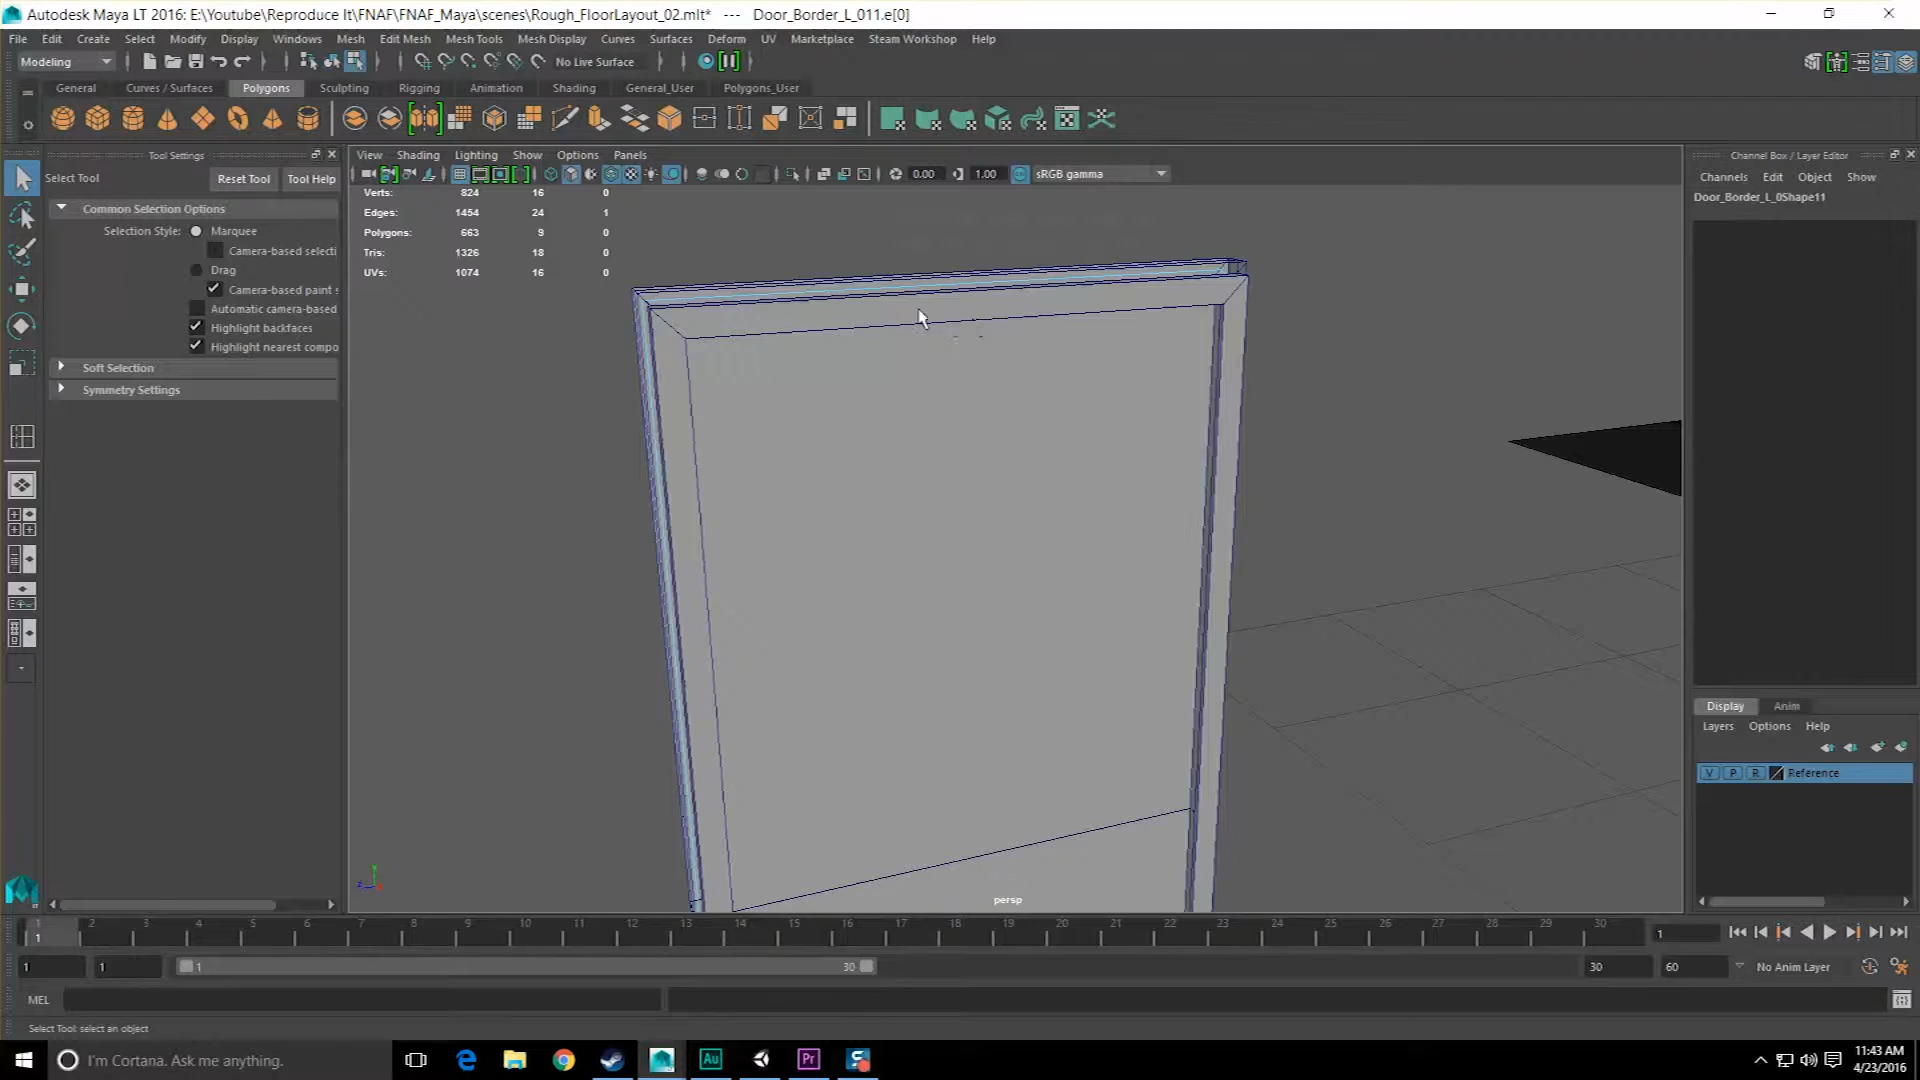 Autodesk Maya LT 2016: E:\Youtube\Reproduce It\FNAF\FNAF_Maya\scenes\Rough_FloorLayout_02.mlt* --- Door_Border_L_011.e[0]
File Edit Create Select Modify Display Windows Mesh Edit Mesh Mesh Tools Mesh Display Curves Surfaces Deform UV Marketplace Steam Workshop Help
Modeling No Live Surface
General Curves / Surfaces Polygons Sculpting Rigging Animation Shading General_User Polygons_User
Tool Settings
Select Tool Reset Tool Tool Help
Common Selection Options
Selection Style: Marquee
Camera-based selecti
Drag
Camera-based paint s
Automatic camera-based
Highlight backfaces
Highlight nearest compo
Soft Selection
Symmetry Settings
View Shading Lighting Show Options Panels
0.00 1.00 sRGB gamma
Verts: 824 16 0
Edges: 1454 24 1
Polygons: 663 9 0
Tris: 1326 18 0
UVs: 1074 16 0
persp
Channel Box / Layer Editor
Channels Edit Object Show
Door_Border_L_0Shape11
Display Anim
Layers Options Help
V P R Reference
1 2 3 4 5 6 7 8 9 10 11 12 13 14 15 16 17 18 19 20 21 22 23 24 25 26 27 28 29 30
1 1
1 1 1 30 30 60 No Anim Layer
MEL
Select Tool: select an object
I'm Cortana. Ask me anything.
Au Pr
11:43 AM
4/23/2016